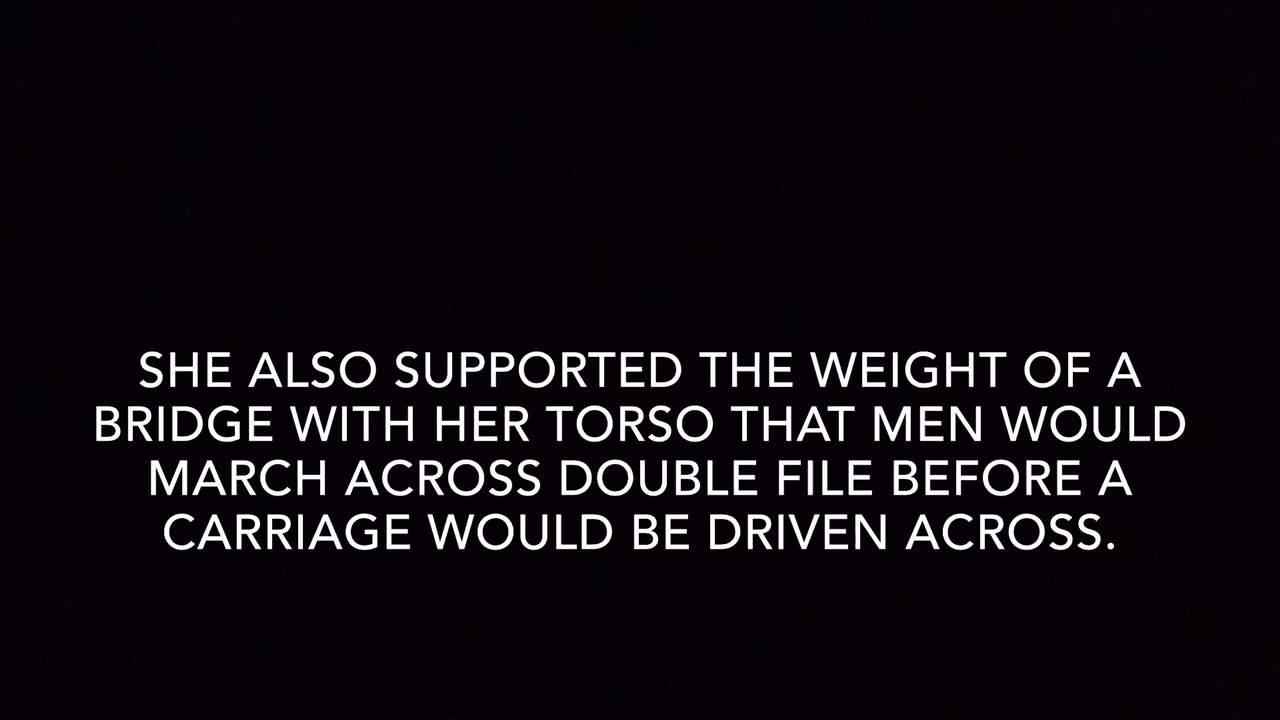 SHE ALSO SUPPORTED THE WEIGHT OF A
BRIDGE WITH HER TORSO THAT MEN WOULD
MARCH ACROSS DOUBLE FILE BEFORE A
CARRIAGE WOULD BE DRIVEN ACROSS.